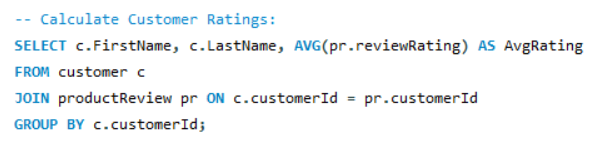 -- Calculate Customer Ratings:
SELECT c.FirstName, c.LastName, AVG(pr.reviewRating) AS AvgRating
FROM customer c
JOIN productReview pr ON c.customerId = pr.customerId
GROUP BY c.customerId;